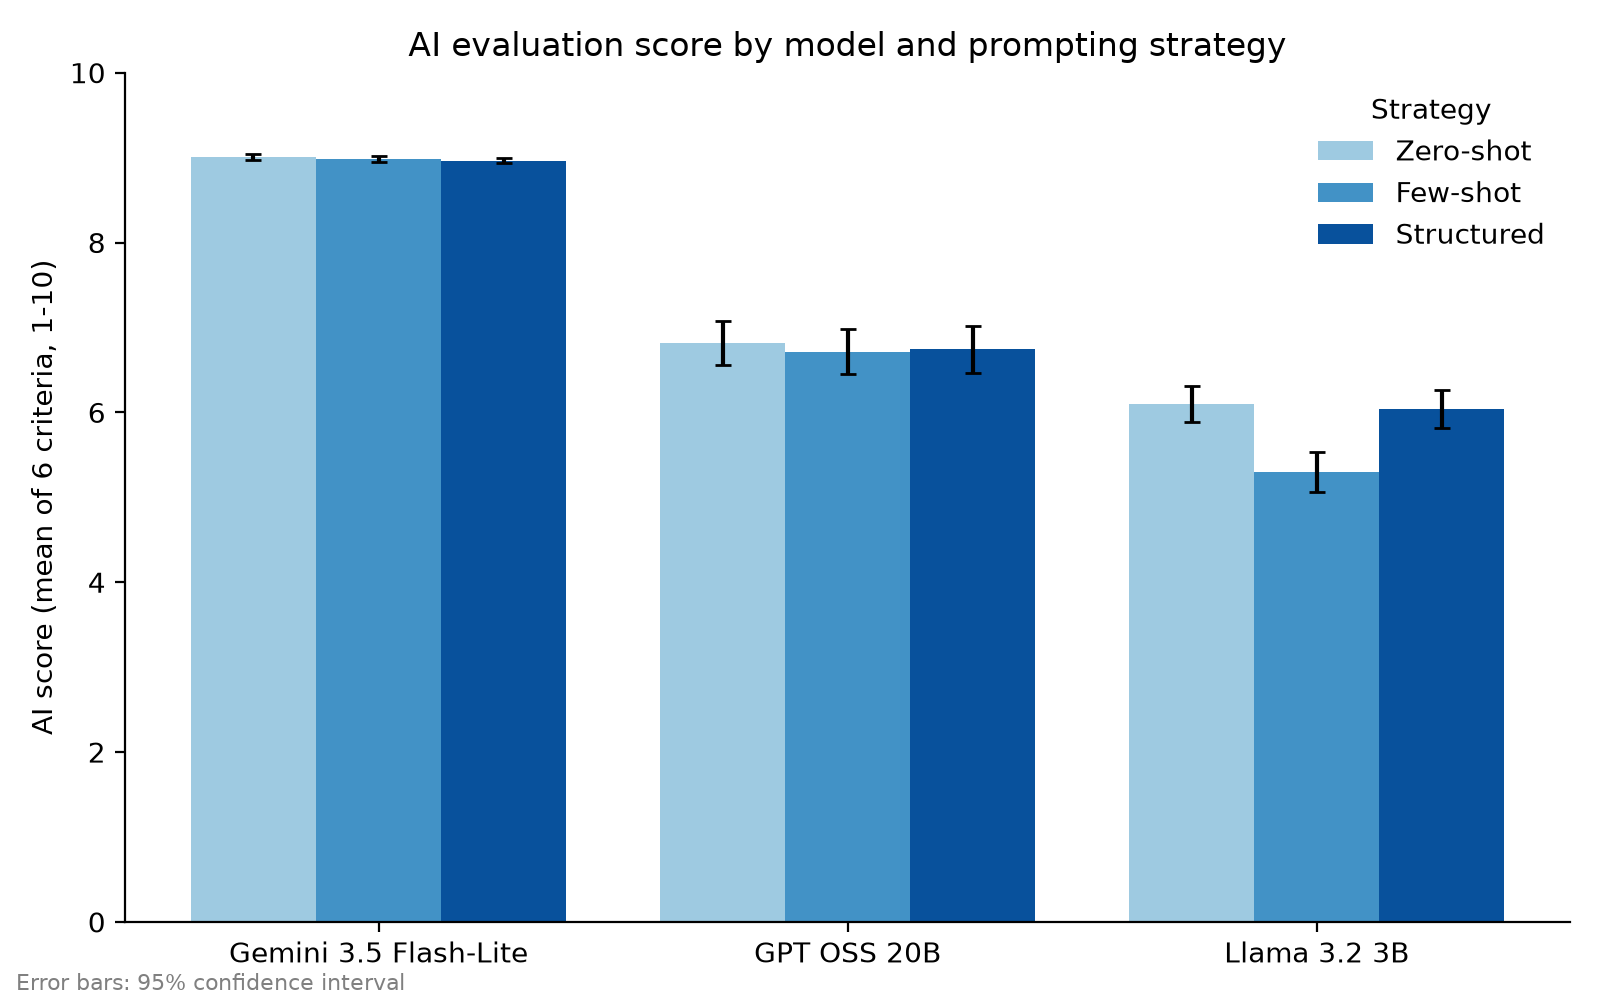 AI evaluation score by model and prompting strategy
10
8
6
4
2
0
AI score (mean of 6 criteria, 1-10)
Strategy
Zero-shot
Few-shot
Structured
Gemini 3.5 Flash-Lite
GPT OSS 20B
Llama 3.2 3B
Error bars: 95% confidence interval